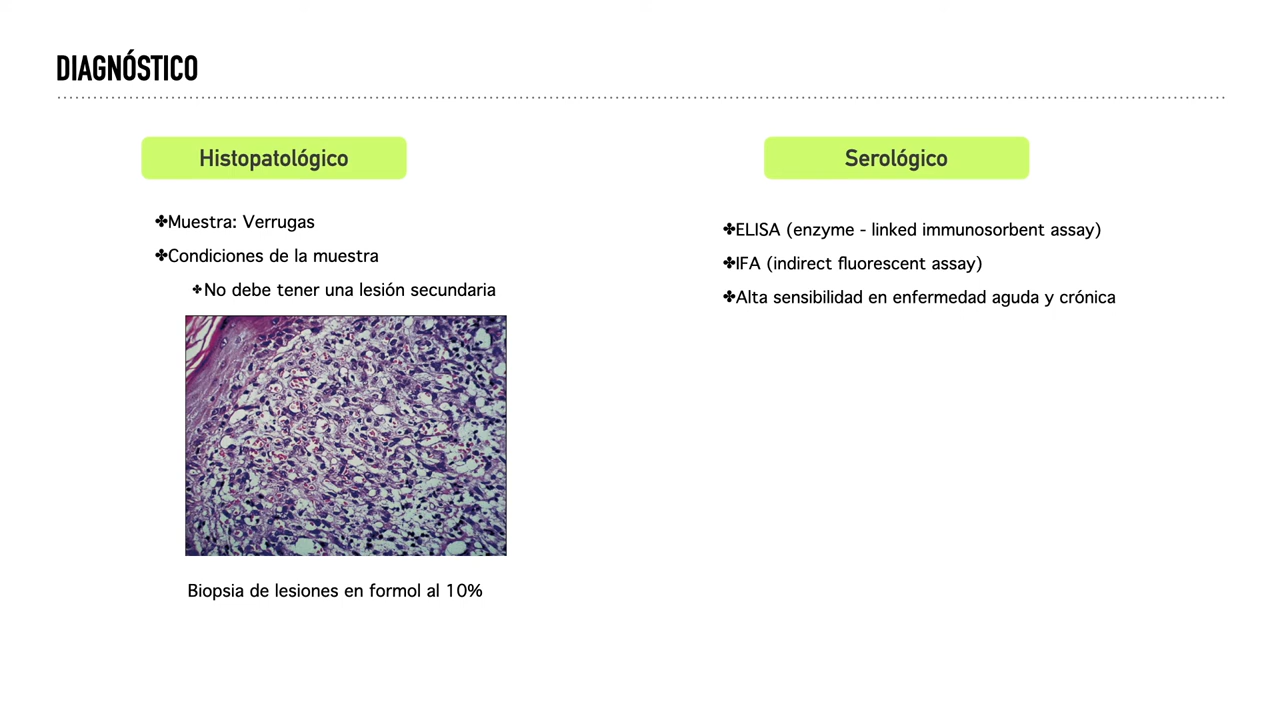 DIAGNÓSTICO
Histopatológico
✤Muestra: Verrugas
✤Condiciones de la muestra
✤No debe tener una lesión secundaria
Biopsia de lesiones en formol al 10%
Serológico
✤ELISA (enzyme - linked immunosorbent assay)
✤IFA (indirect fluorescent assay)
✤Alta sensibilidad en enfermedad aguda y crónica